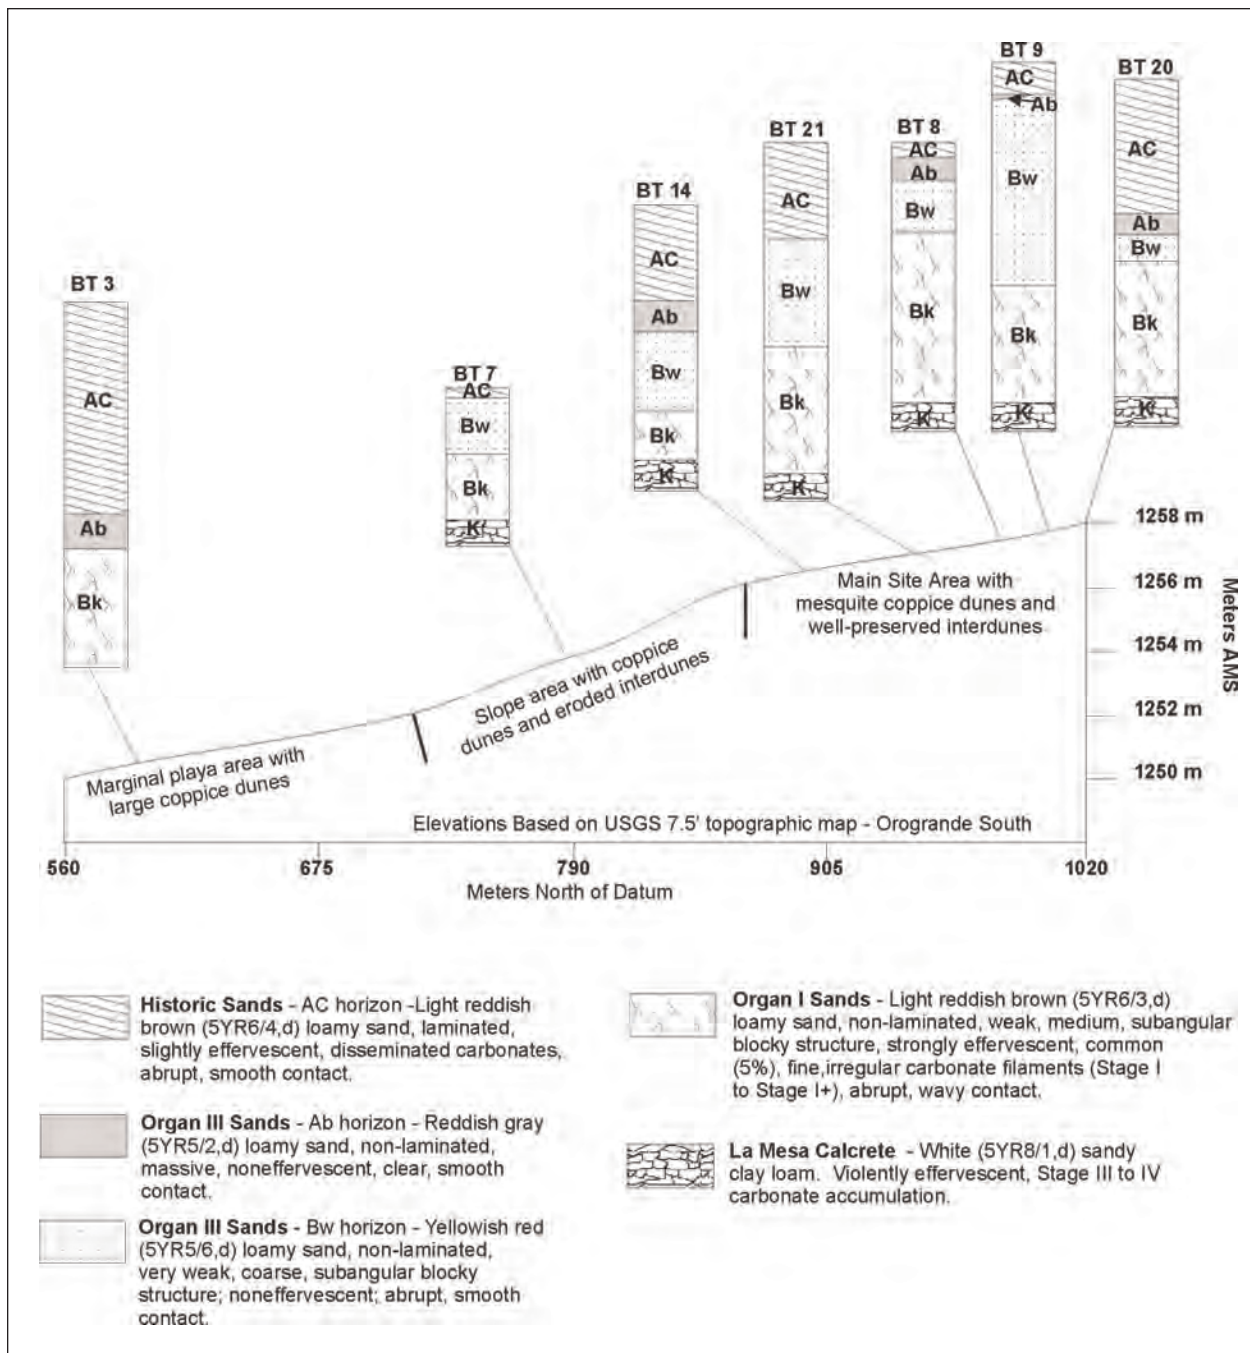 BT 3
AC
Ab
Bk
BT 7
AC
Bw
Bk
K
BT 14
AC
Ab
Bw
Bk
K
BT 21
AC
Bw
Bk
K
BT 8
AC
Ab
Bw
Bk
K
BT 9
AC
Ab
Bw
Bk
K
BT 20
AC
Ab
Bw
Bk
K
1258 m
1256 m
1254 m
1252 m
1250 m
Meters AMS
Marginal playa area with
large coppice dunes
Slope area with coppice
dunes and eroded interdunes
Main Site Area with
mesquite coppice dunes and
well-preserved interdunes
Elevations Based on USGS 7.5' topographic map - Orogrande South
560
675
790
905
1020
Meters North of Datum
Historic Sands - AC horizon -Light reddish
brown (5YR6/4,d) loamy sand, laminated,
slightly effervescent, disseminated carbonates,
abrupt, smooth contact.
Organ III Sands - Ab horizon - Reddish gray
(5YR5/2,d) loamy sand, non-laminated,
massive, noneffervescent, clear, smooth
contact.
Organ III Sands - Bw horizon - Yellowish red
(5YR5/6,d) loamy sand, non-laminated,
very weak, coarse, subangular blocky
structure; noneffervescent; abrupt, smooth
contact.
Organ I Sands - Light reddish brown (5YR6/3,d)
loamy sand, non-laminated, weak, medium, subangular
blocky structure, strongly effervescent, common
(5%), fine,irregular carbonate filaments (Stage I
to Stage I+), abrupt, wavy contact.
La Mesa Calcrete - White (5YR8/1,d) sandy
clay loam. Violently effervescent, Stage III to IV
carbonate accumulation.